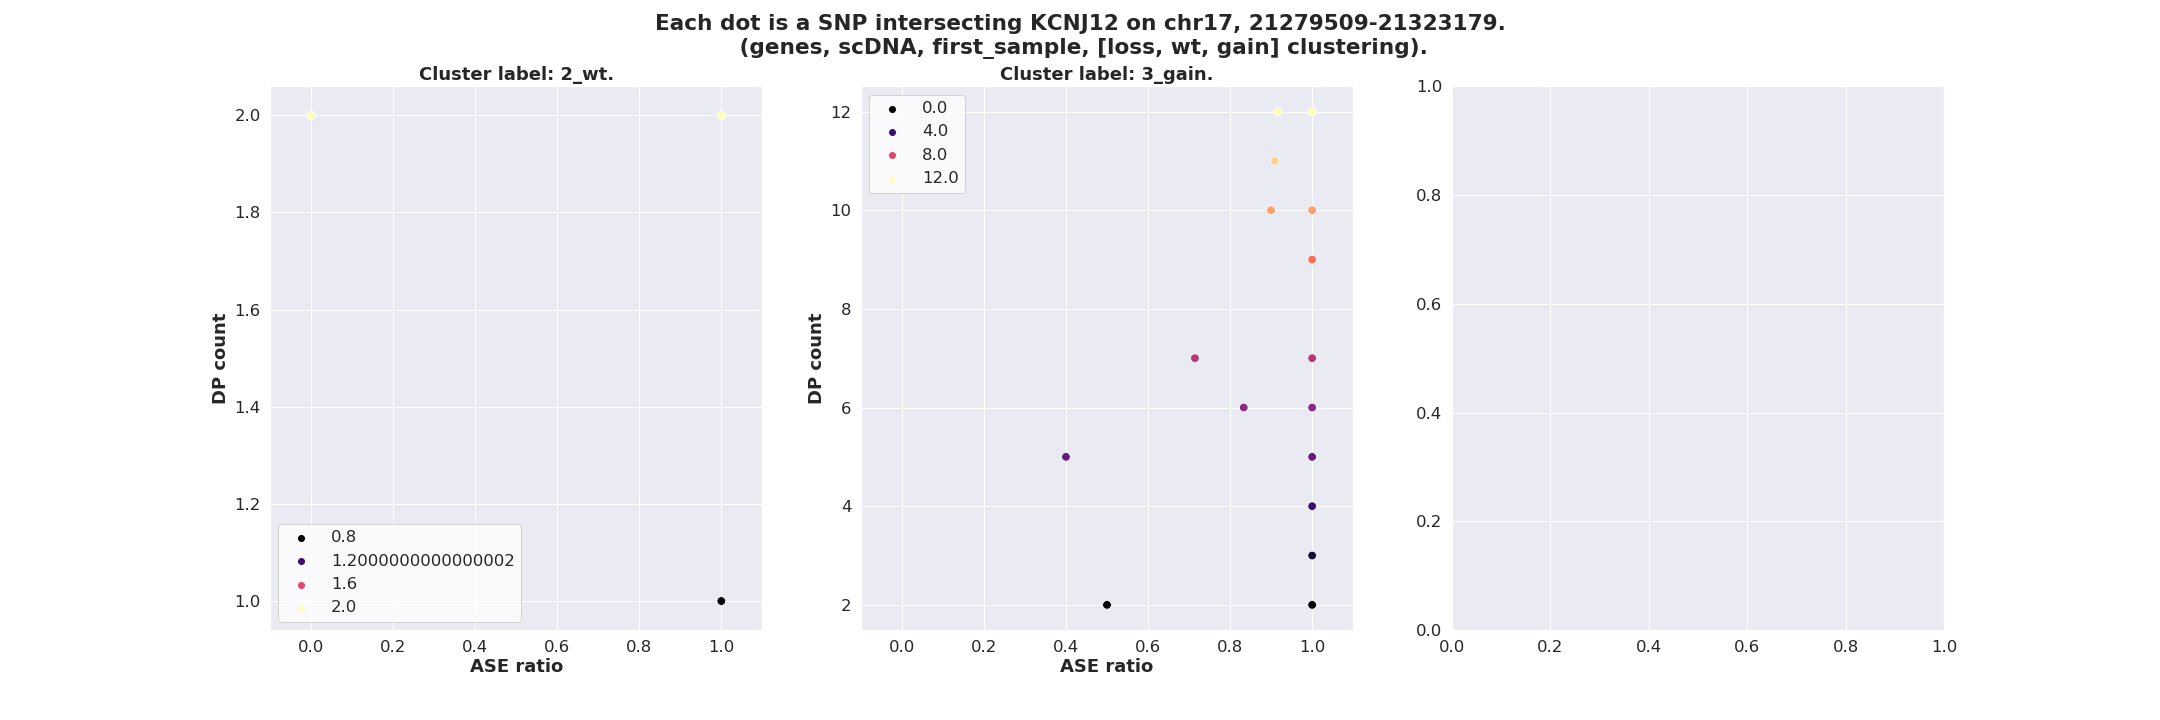 Each dot is a SNP intersecting KCNJ12 on chr17, 21279509-21323179.
(genes, scDNA, first_sample, [loss, wt, gain] clustering).
Cluster label: 2_wt.
2.0
1.8
1.6
1.4
1.2
1.0
DP count
0.8
1.2000000000000002
1.6
2.0
0.0 0.2 0.4 0.6 0.8 1.0
ASE ratio
Cluster label: 3_gain.
12
10
8
6
4
2
DP count
0.0
4.0
8.0
12.0
0.0 0.2 0.4 0.6 0.8 1.0
ASE ratio
1.0
0.8
0.6
0.4
0.2
0.0
0.0 0.2 0.4 0.6 0.8 1.0